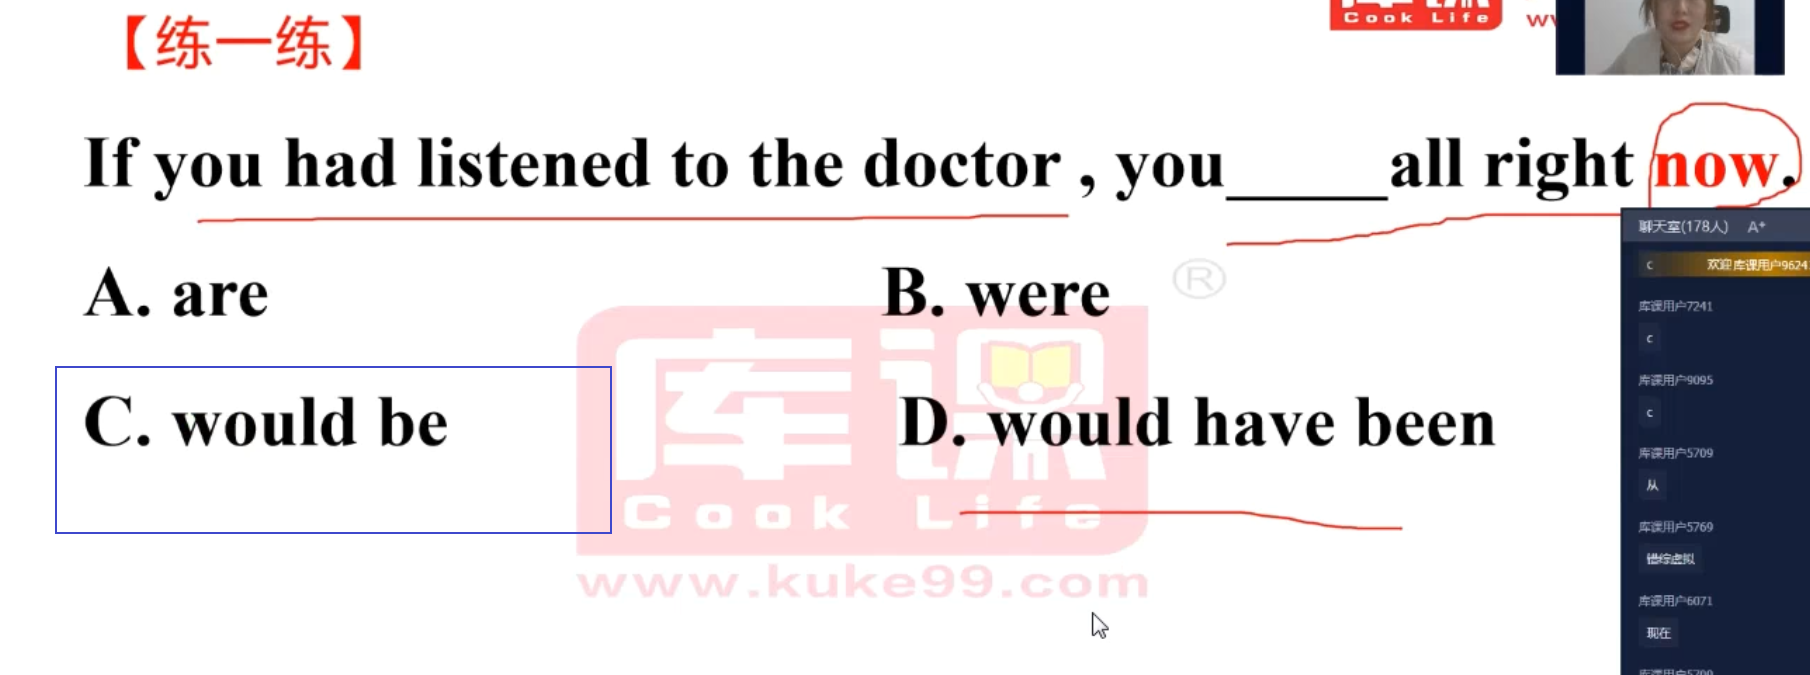 Cook Life
【练一练】
If you had listened to the doctor , you_____all right now.
A. are
B. were
®
C. would be
D. would have been
库课
Cook Life
www.kuke99.com
聊天室(178人) A+
c 欢迎 库课用户9624
库课用户7241
c
库课用户9095
c
库课用户5709
从
库课用户5769
错综虚拟
库课用户6071
现在